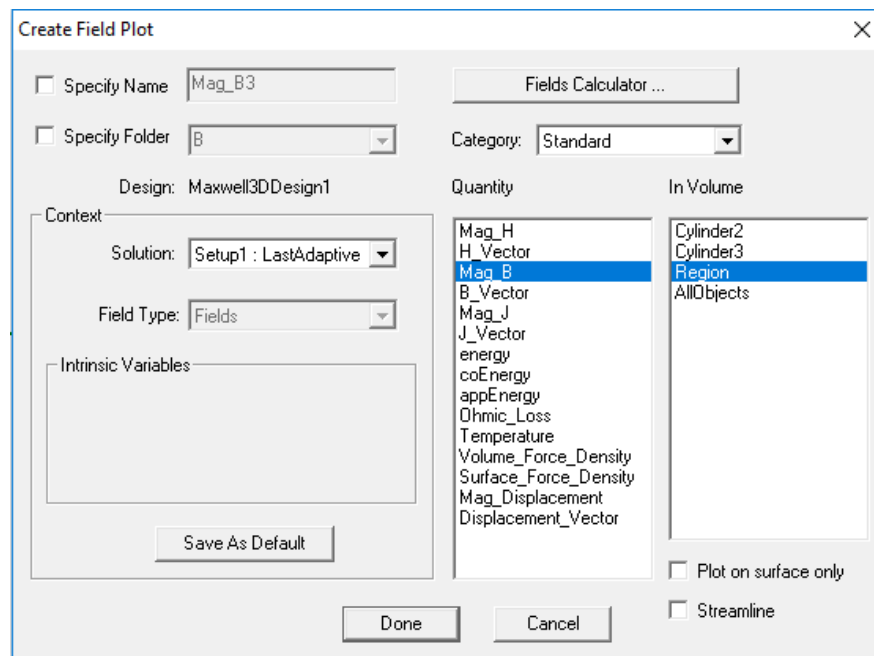 Create Field Plot
Specify Name Mag_B3
Fields Calculator ...
Specify Folder B
Category: Standard
Design: Maxwell3DDesign1
Quantity
In Volume
Context
Solution: Setup1 : LastAdaptive
Field Type: Fields
Intrinsic Variables
Save As Default
Mag_H
H_Vector
Mag_B
B_Vector
Mag_J
J_Vector
energy
coEnergy
appEnergy
Ohmic_Loss
Temperature
Volume_Force_Density
Surface_Force_Density
Mag_Displacement
Displacement_Vector
Cylinder2
Cylinder3
Region
AllObjects
Plot on surface only
Streamline
Done
Cancel